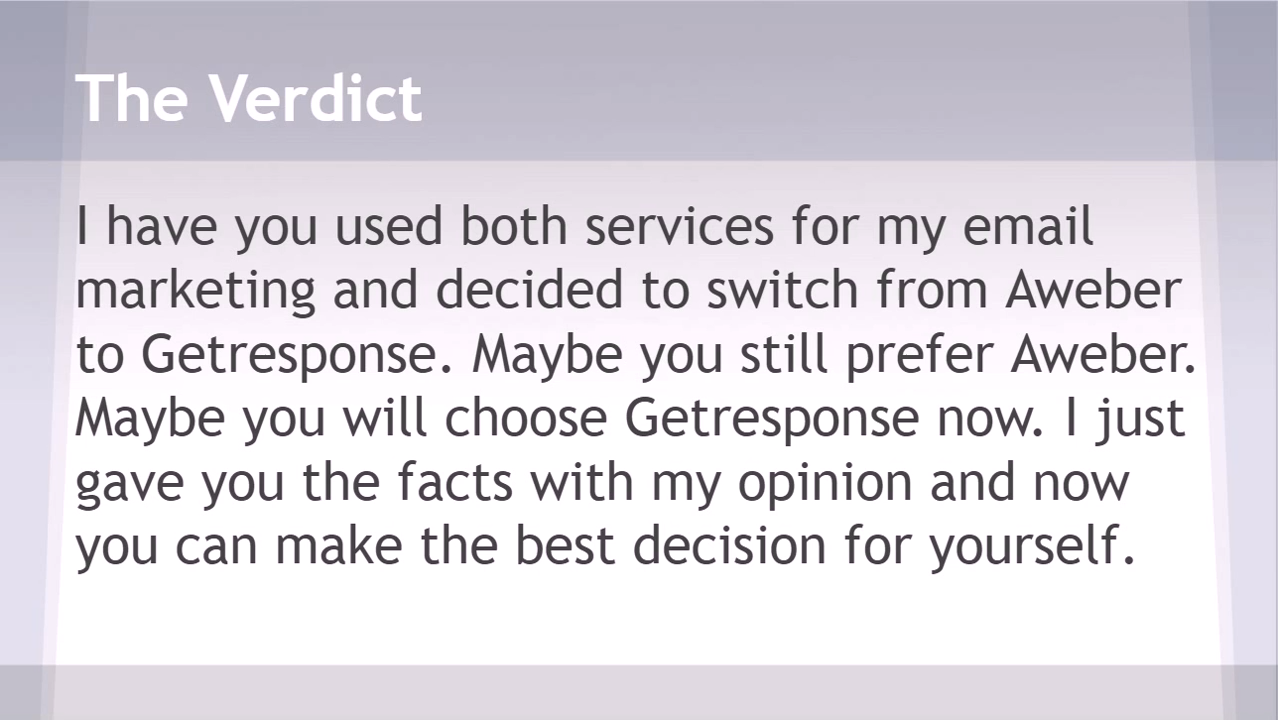 The Verdict
I have you used both services for my email
marketing and decided to switch from Aweber
to Getresponse. Maybe you still prefer Aweber.
Maybe you will choose Getresponse now. I just
gave you the facts with my opinion and now
you can make the best decision for yourself.